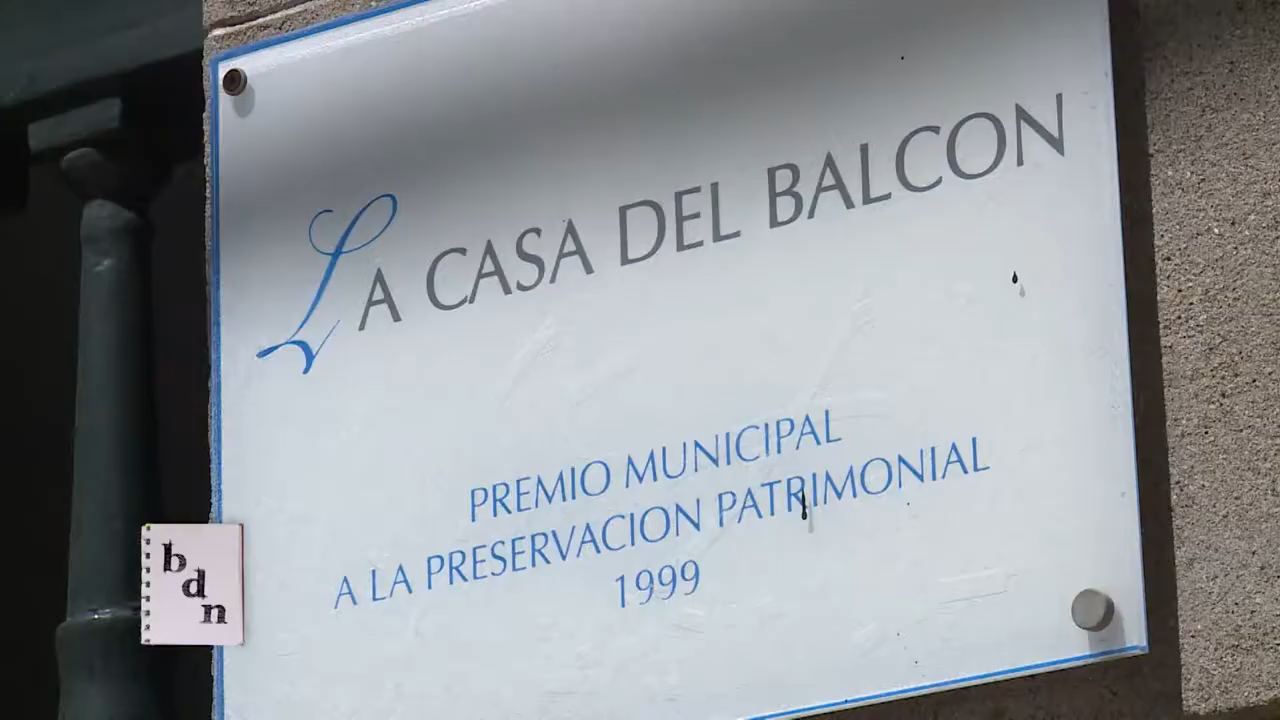 LA CASA DEL BALCON
PREMIO MUNICIPAL
A LA PRESERVACION PATRIMONIAL
1999
b
d
n